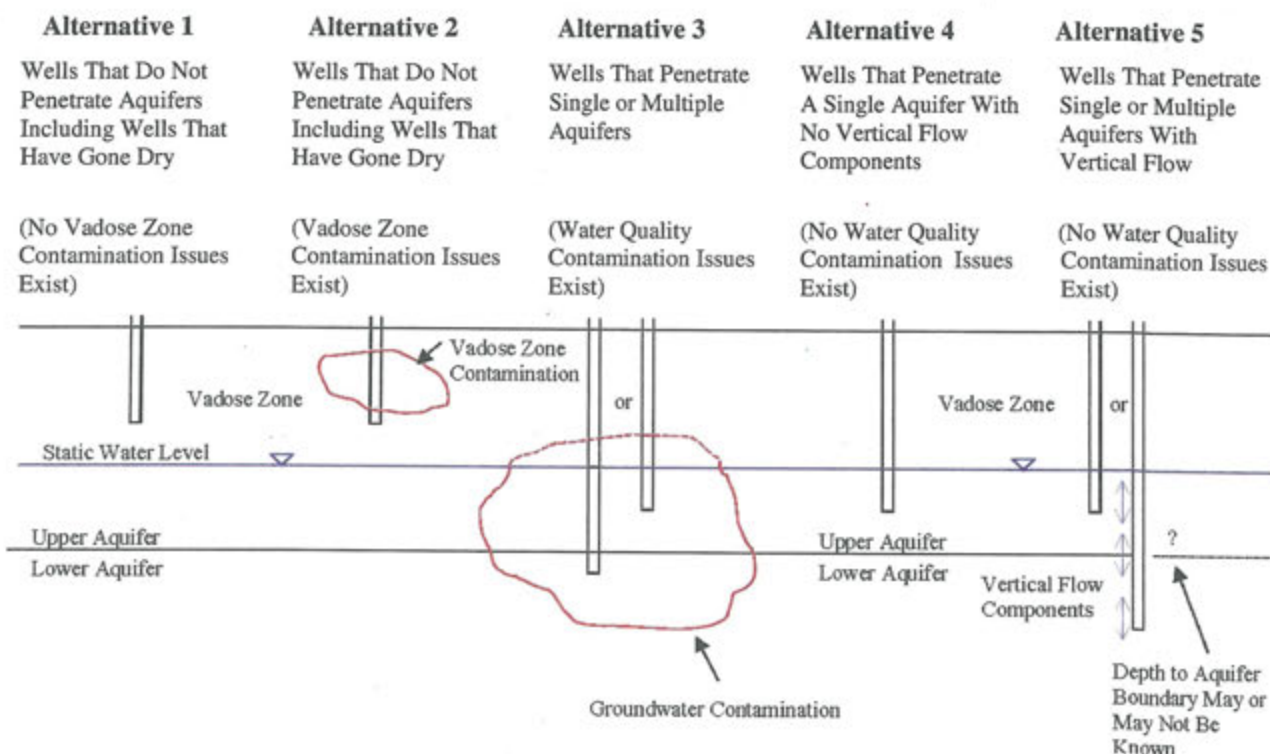 Alternative 1
Wells That Do Not
Penetrate Aquifers
Including Wells That
Have Gone Dry
(No Vadose Zone
Contamination Issues
Exist)
Alternative 2
Wells That Do Not
Penetrate Aquifers
Including Wells That
Have Gone Dry
(Vadose Zone
Contamination Issues
Exist)
Alternative 3
Wells That Penetrate
Single or Multiple
Aquifers
(Water Quality
Contamination Issues
Exist)
Alternative 4
Wells That Penetrate
A Single Aquifer With
No Vertical Flow
Components
(No Water Quality
Contamination Issues
Exist)
Alternative 5
Wells That Penetrate
Single or Multiple
Aquifers With
Vertical Flow
(No Water Quality
Contamination Issues
Exist)
Vadose Zone
Contamination
Vadose Zone
or
Vadose Zone
or
Static Water Level
Upper Aquifer
Lower Aquifer
Upper Aquifer
Lower Aquifer
?
Vertical Flow
Components
Groundwater Contamination
Depth to Aquifer
Boundary May or
May Not Be
Known